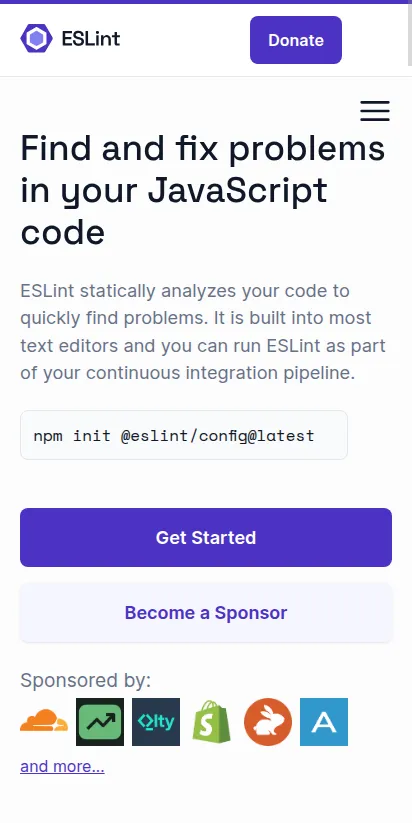 ESLint
Donate
Find and fix problems
in your JavaScript
code
ESLint statically analyzes your code to
quickly find problems. It is built into most
text editors and you can run ESLint as part
of your continuous integration pipeline.
npm init @eslint/config@latest
Get Started
Become a Sponsor
Sponsored by:
Qlty
and more...